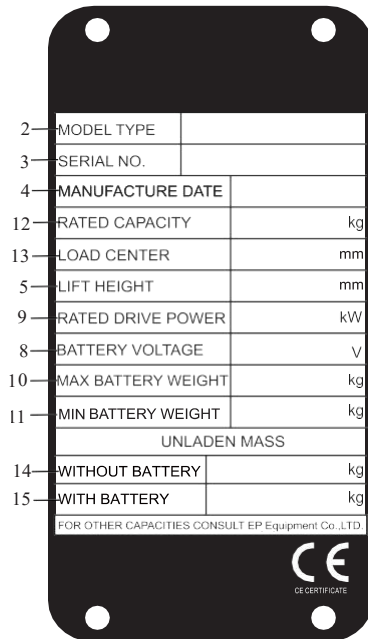 2 MODEL TYPE
3 SERIAL NO.
4 MANUFACTURE DATE
12 RATED CAPACITY kg
13 LOAD CENTER mm
5 LIFT HEIGHT mm
9 RATED DRIVE POWER kW
8 BATTERY VOLTAGE V
10 MAX BATTERY WEIGHT kg
11 MIN BATTERY WEIGHT kg
UNLADEN MASS
14 WITHOUT BATTERY kg
15 WITH BATTERY kg
FOR OTHER CAPACITIES CONSULT EP Equipment Co.,LTD.
CE
CE CERTIFICATE